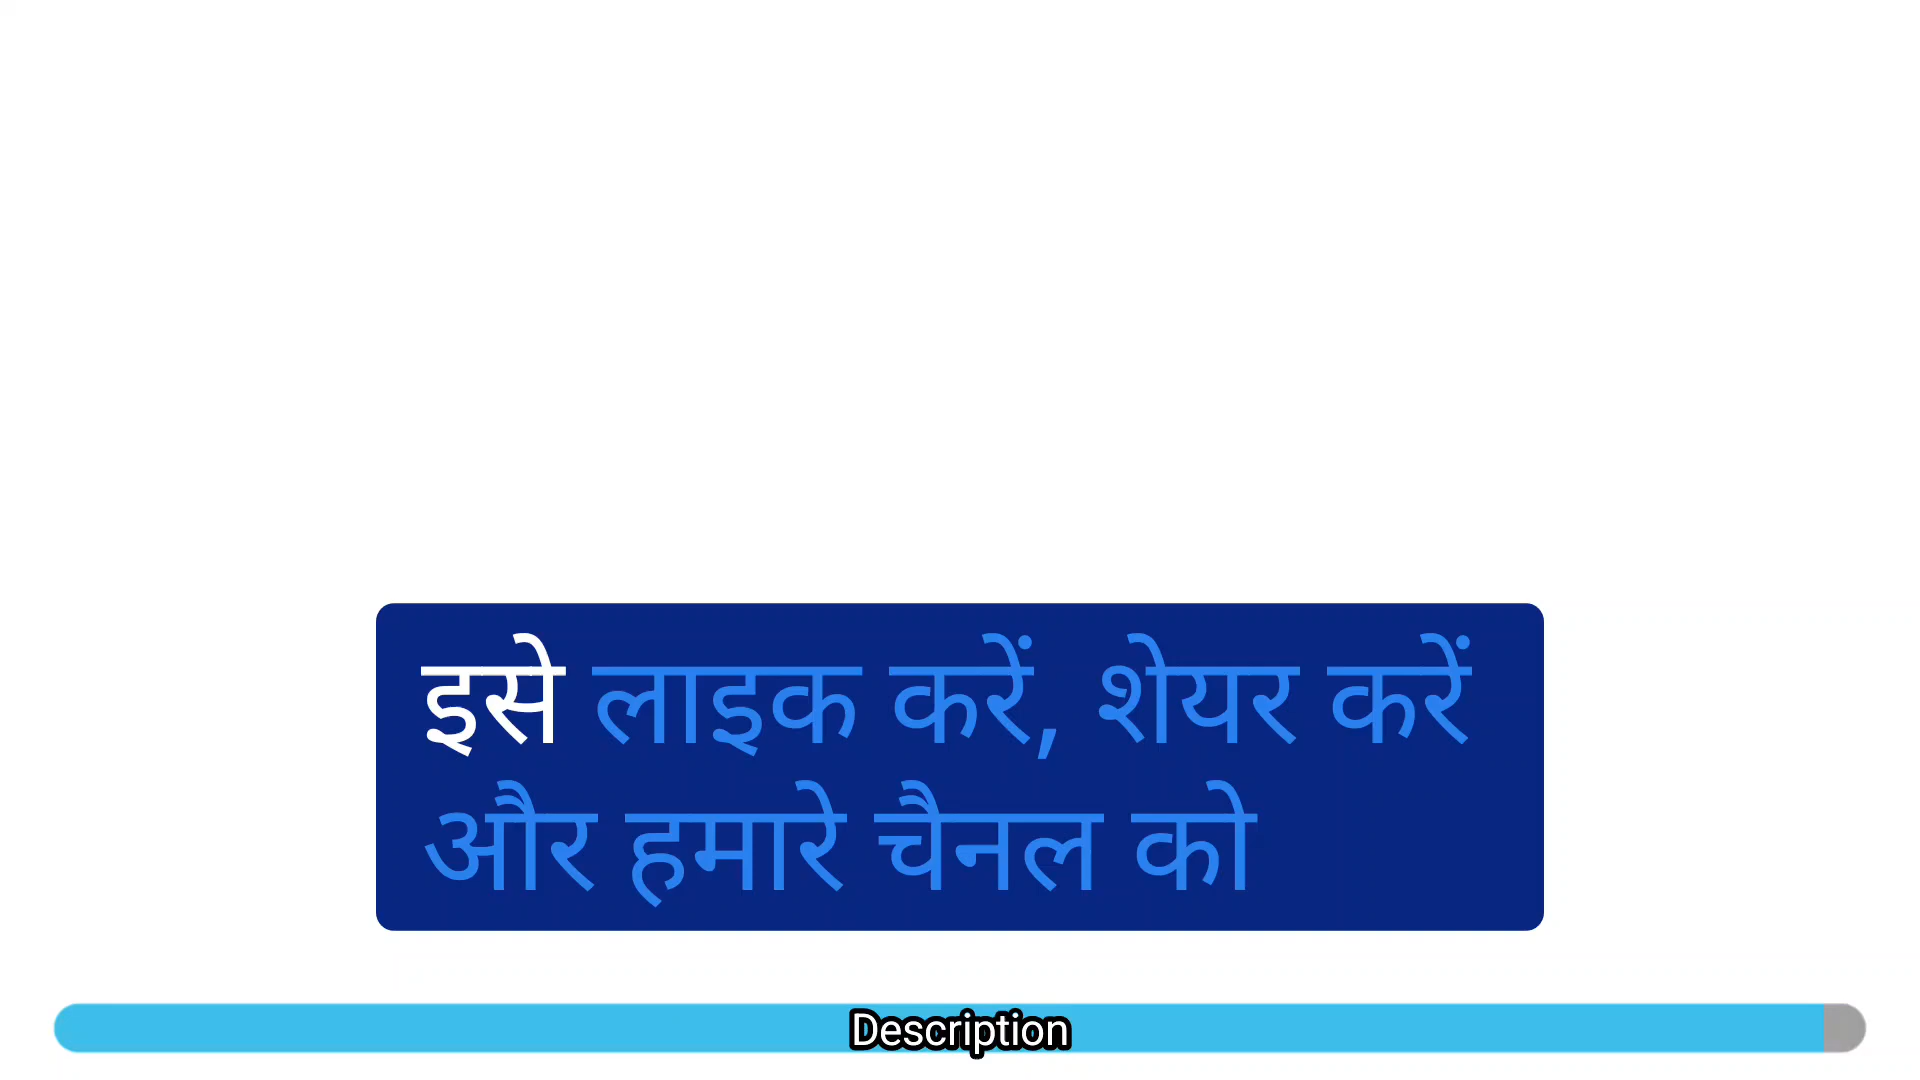 इसे लाइक करें, शेयर करें
और हमारे चैनल को
Description